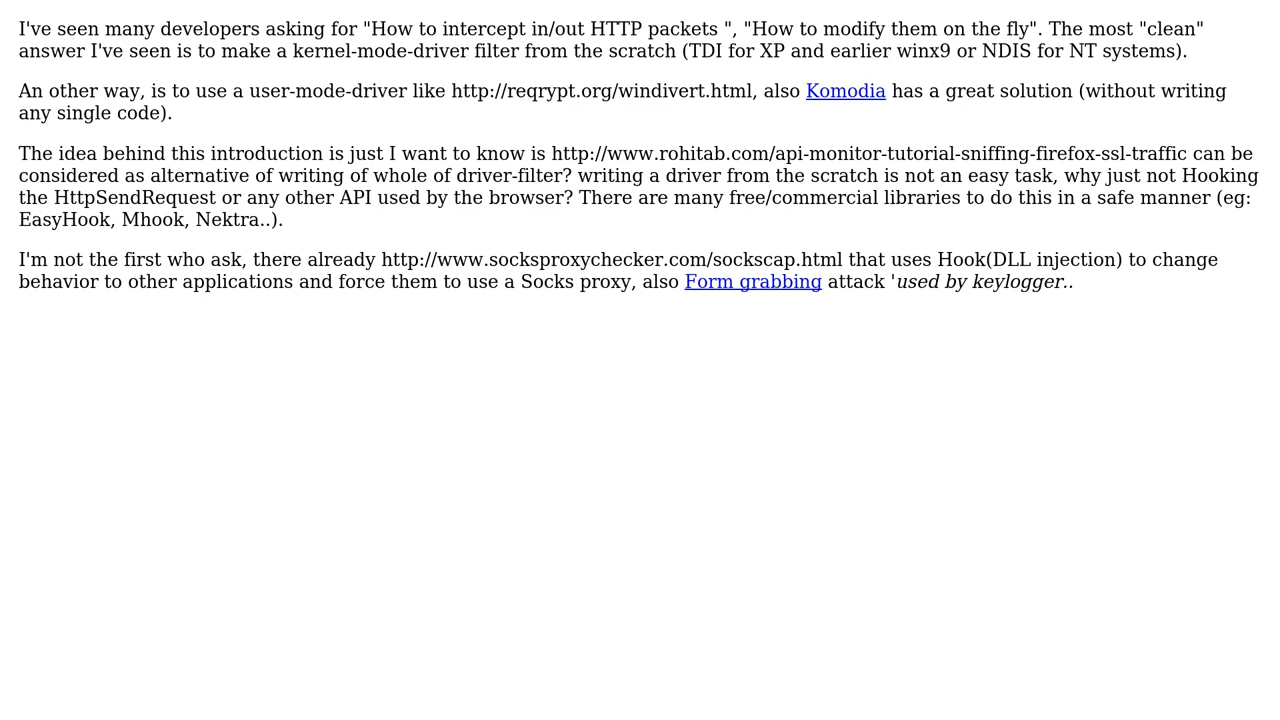 I've seen many developers asking for "How to intercept in/out HTTP packets ", "How to modify them on the fly". The most "clean"
answer I've seen is to make a kernel-mode-driver filter from the scratch (TDI for XP and earlier winx9 or NDIS for NT systems).
An other way, is to use a user-mode-driver like http://reqrypt.org/windivert.html, also Komodia has a great solution (without writing
any single code).
The idea behind this introduction is just I want to know is http://www.rohitab.com/api-monitor-tutorial-sniffing-firefox-ssl-traffic can be
considered as alternative of writing of whole of driver-filter? writing a driver from the scratch is not an easy task, why just not Hooking
the HttpSendRequest or any other API used by the browser? There are many free/commercial libraries to do this in a safe manner (eg:
EasyHook, Mhook, Nektra..).
I'm not the first who ask, there already http://www.socksproxychecker.com/sockscap.html that uses Hook(DLL injection) to change
behavior to other applications and force them to use a Socks proxy, also Form grabbing attack 'used by keylogger..